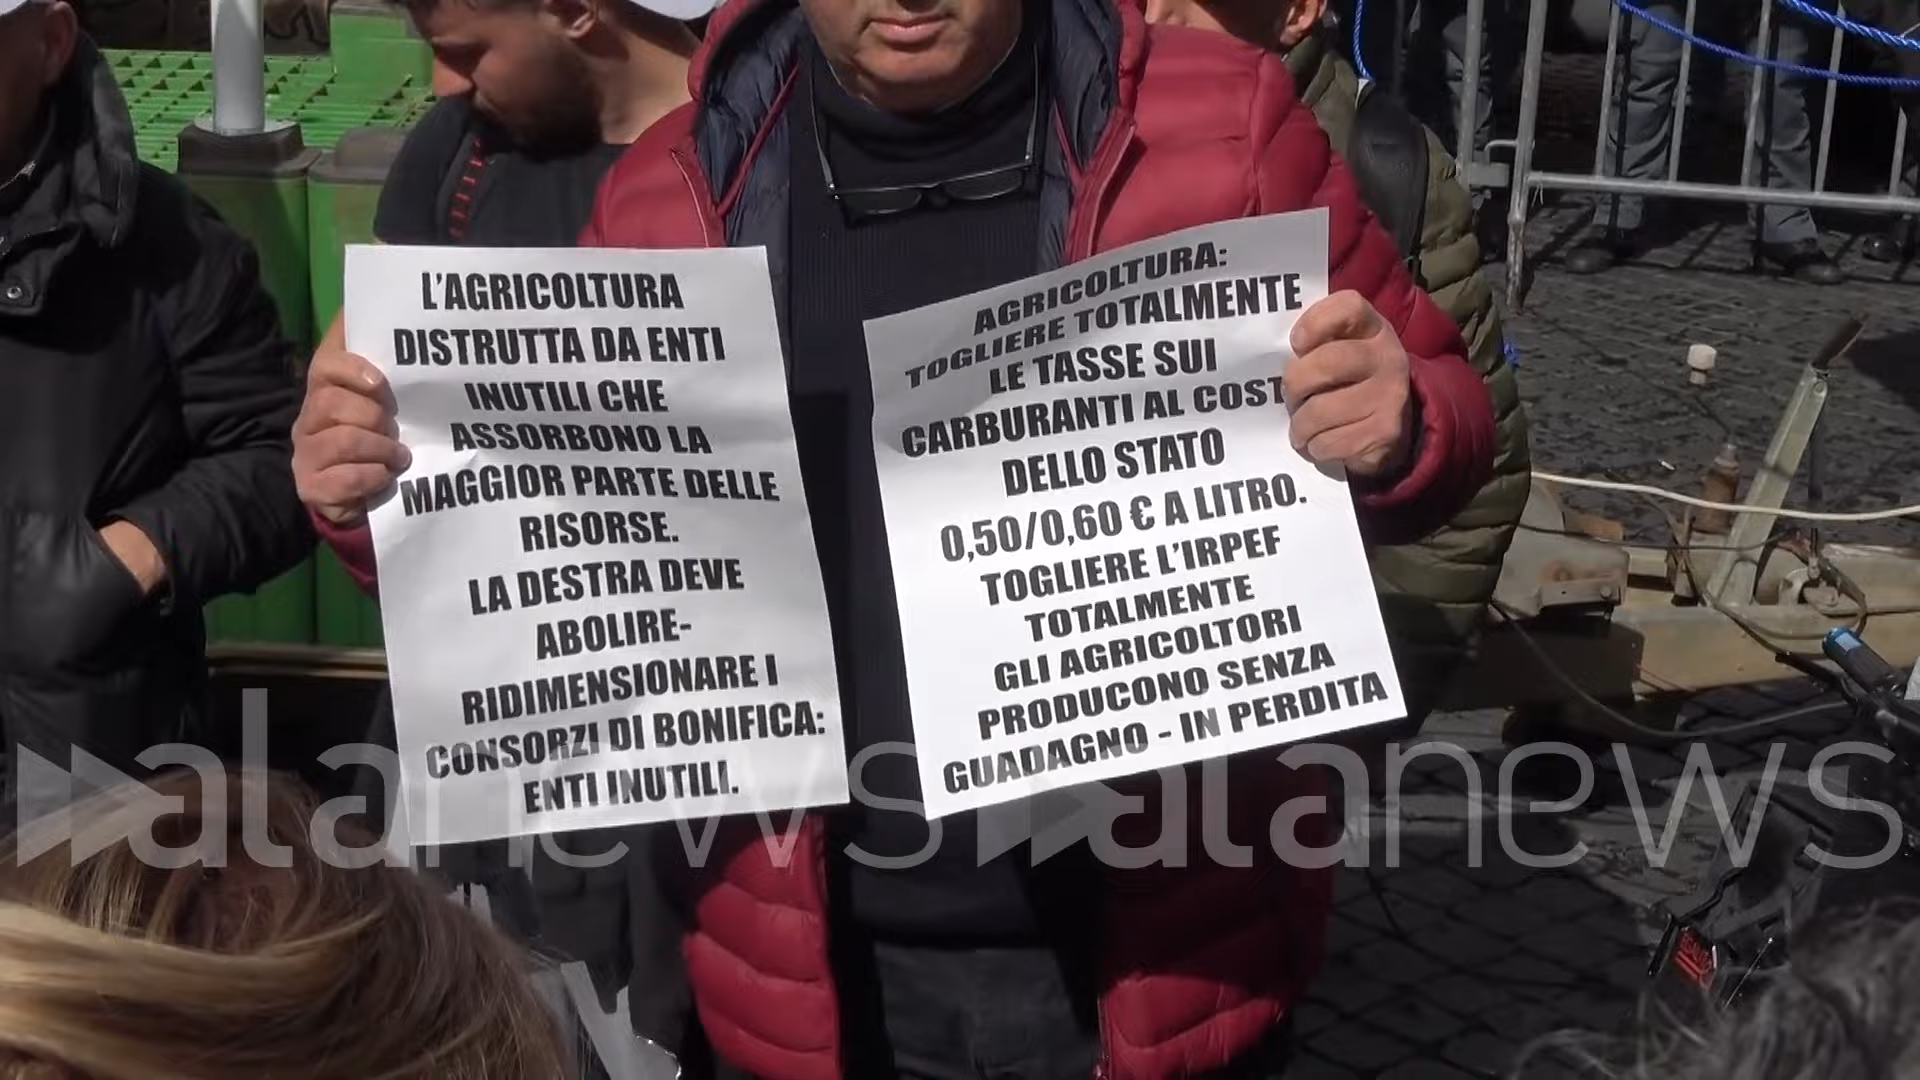 L'AGRICOLTURA
DISTRUTTA DA ENTI
INUTILI CHE
ASSORBONO LA
MAGGIOR PARTE DELLE
RISORSE.
LA DESTRA DEVE
ABOLIRE-
RIDIMENSIONARE I
CONSORZI DI BONIFICA:
ENTI INUTILI.
AGRICOLTURA:
TOGLIERE TOTALMENTE
LE TASSE SUI
CARBURANTI AL COST
DELLO STATO
0,50/0,60 € A LITRO.
TOGLIERE L'IRPEF
TOTALMENTE
GLI AGRICOLTORI
PRODUCONO SENZA
GUADAGNO - IN PERDITA
alanews alanews